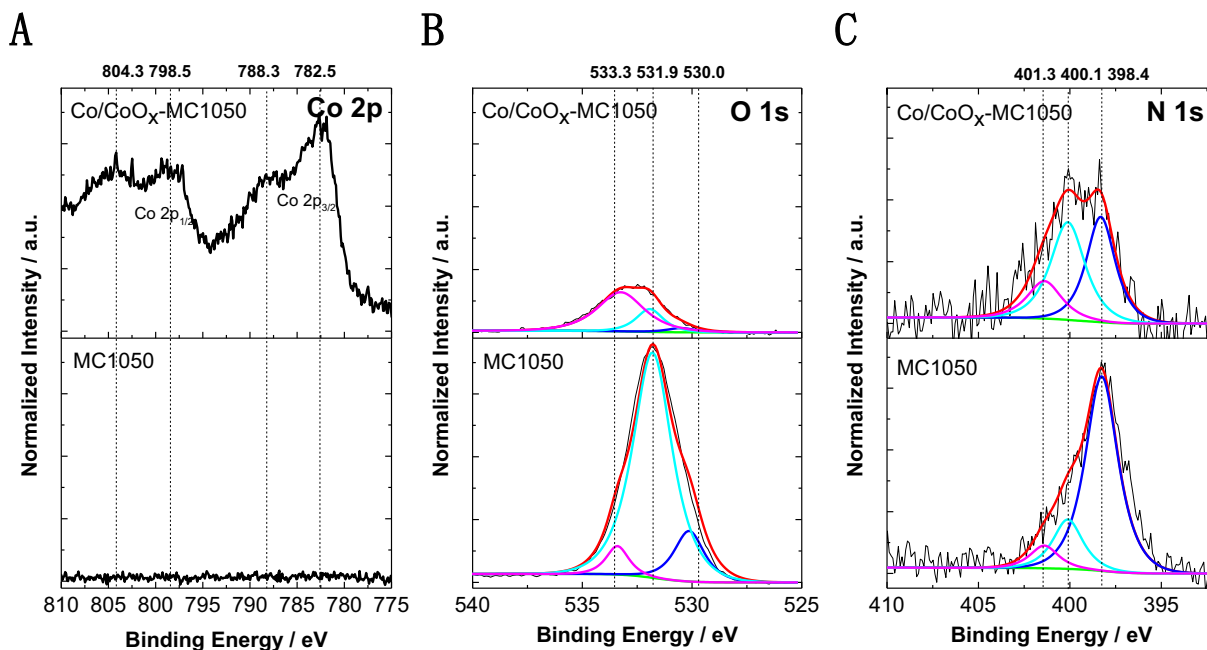 A
804.3 798.5 788.3 782.5
Co/CoOx-MC1050
Co 2p
Co 2p1/2
Co 2p3/2
MC1050
Normalized Intensity / a.u.
810 805 800 795 790 785 780 775
Binding Energy / eV
B
533.3 531.9 530.0
Co/CoOx-MC1050
O 1s
MC1050
Normalized Intensity / a.u.
540 535 530 525
Binding Energy / eV
C
401.3 400.1 398.4
Co/CoOx-MC1050
N 1s
MC1050
Normalized Intensity / a.u.
410 405 400 395
Binding Energy / eV